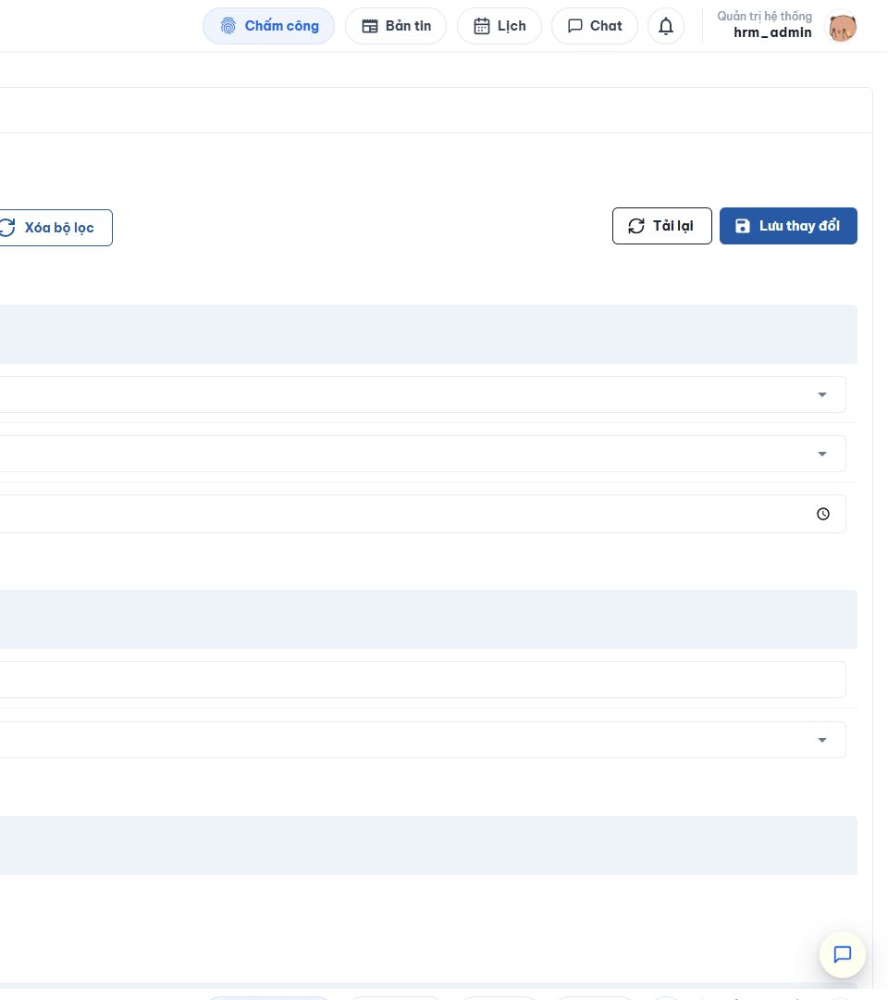 Chấm công
Bản tin
Lịch
Chat
Quản trị hệ thống
hrm_admin
Xóa bộ lọc
Tải lại
Lưu thay đổi